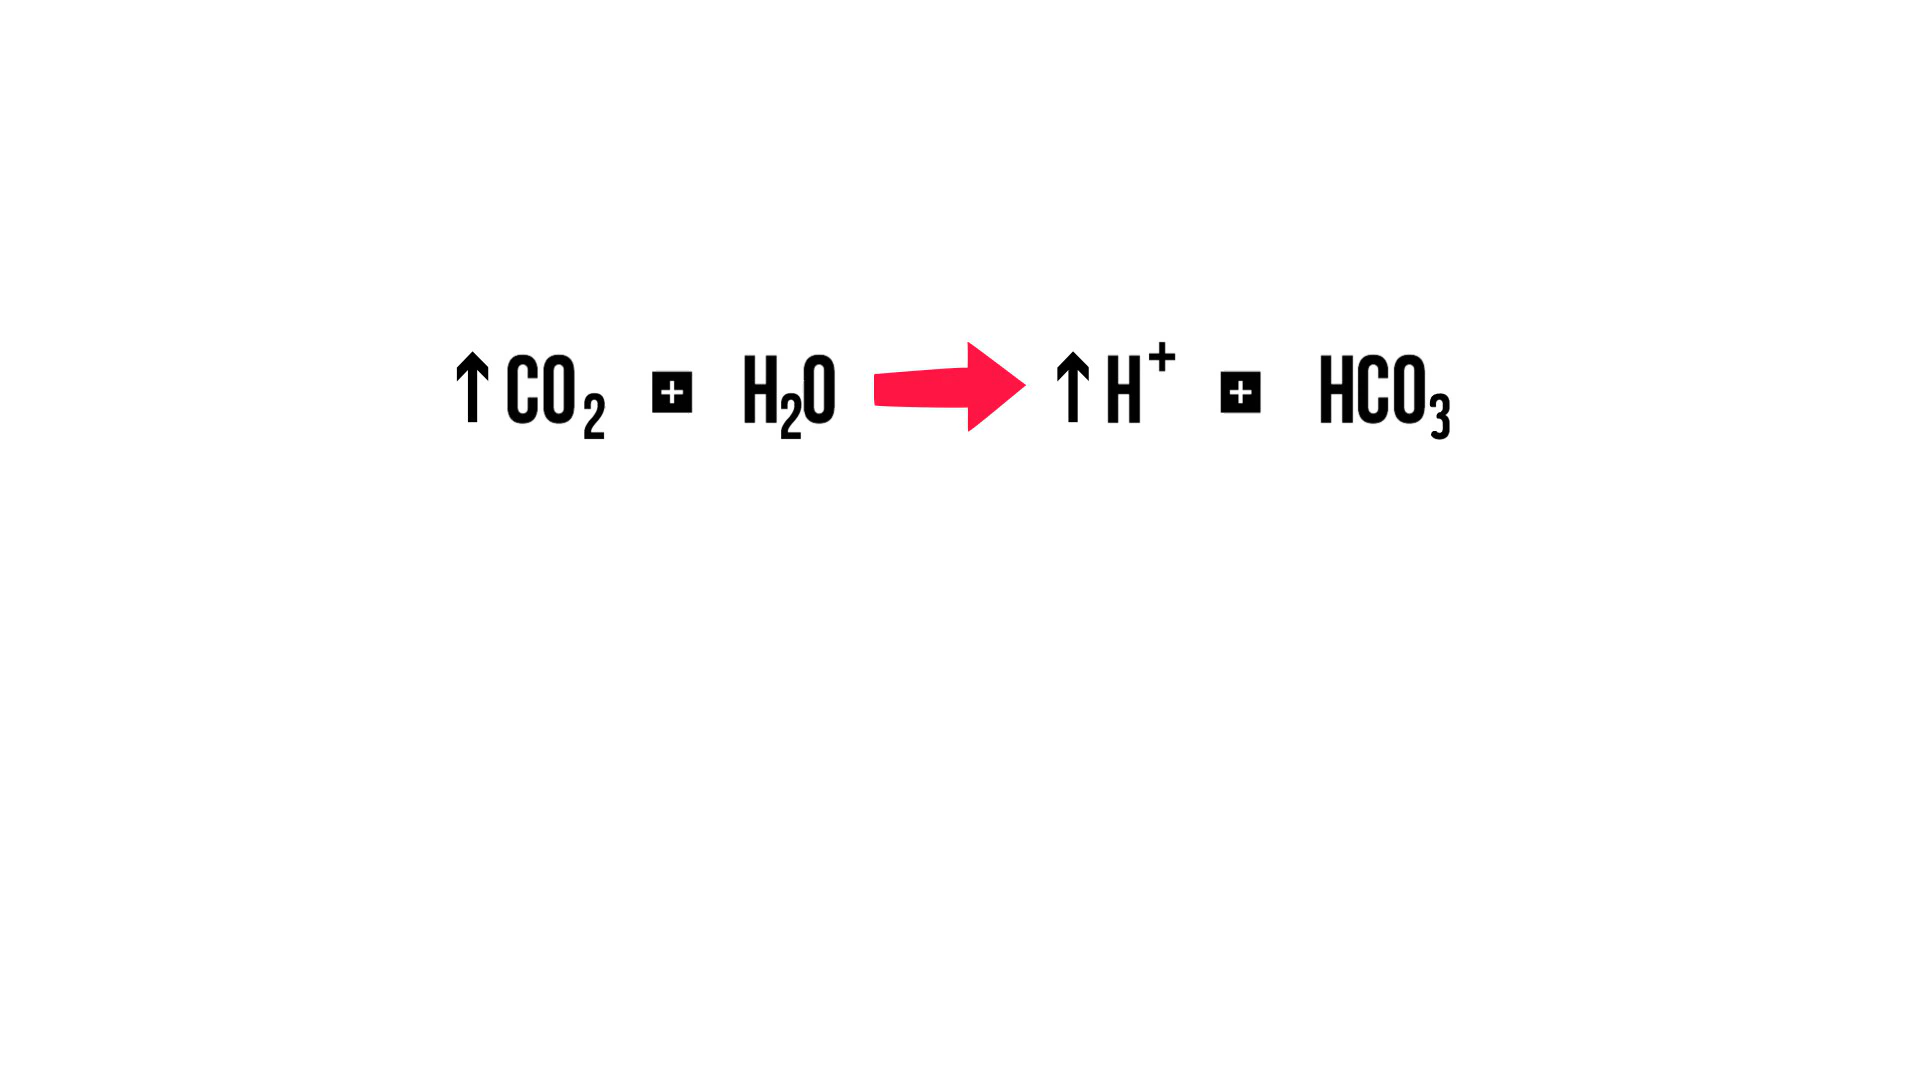 ↑CO₂ + H₂O → ↑H⁺ + HCO₃